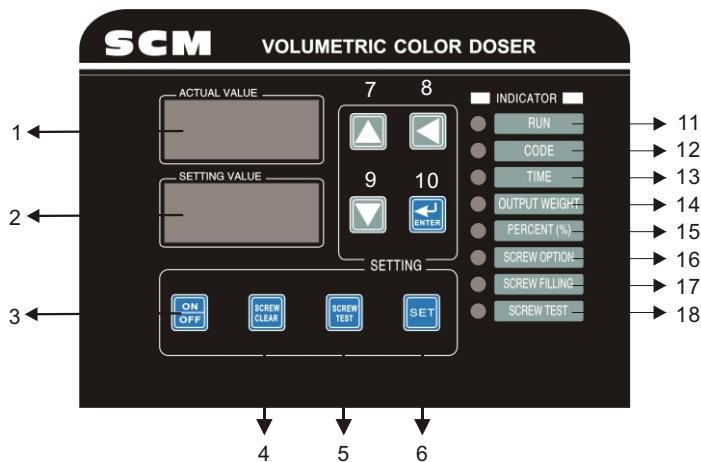 SCM VOLUMETRIC COLOR DOSER
ACTUAL VALUE
7 8
INDICATOR
1
RUN 11
CODE 12
TIME 13
SETTING VALUE
9 10
2
ENTER
OUTPUT WEIGHT 14
PERCENT (%) 15
SCREW OPTION 16
SETTING
SCREW FILLING 17
SCREW TEST 18
3
ON
OFF
SCREW
CLEAR
SCREW
TEST
SET
4 5 6